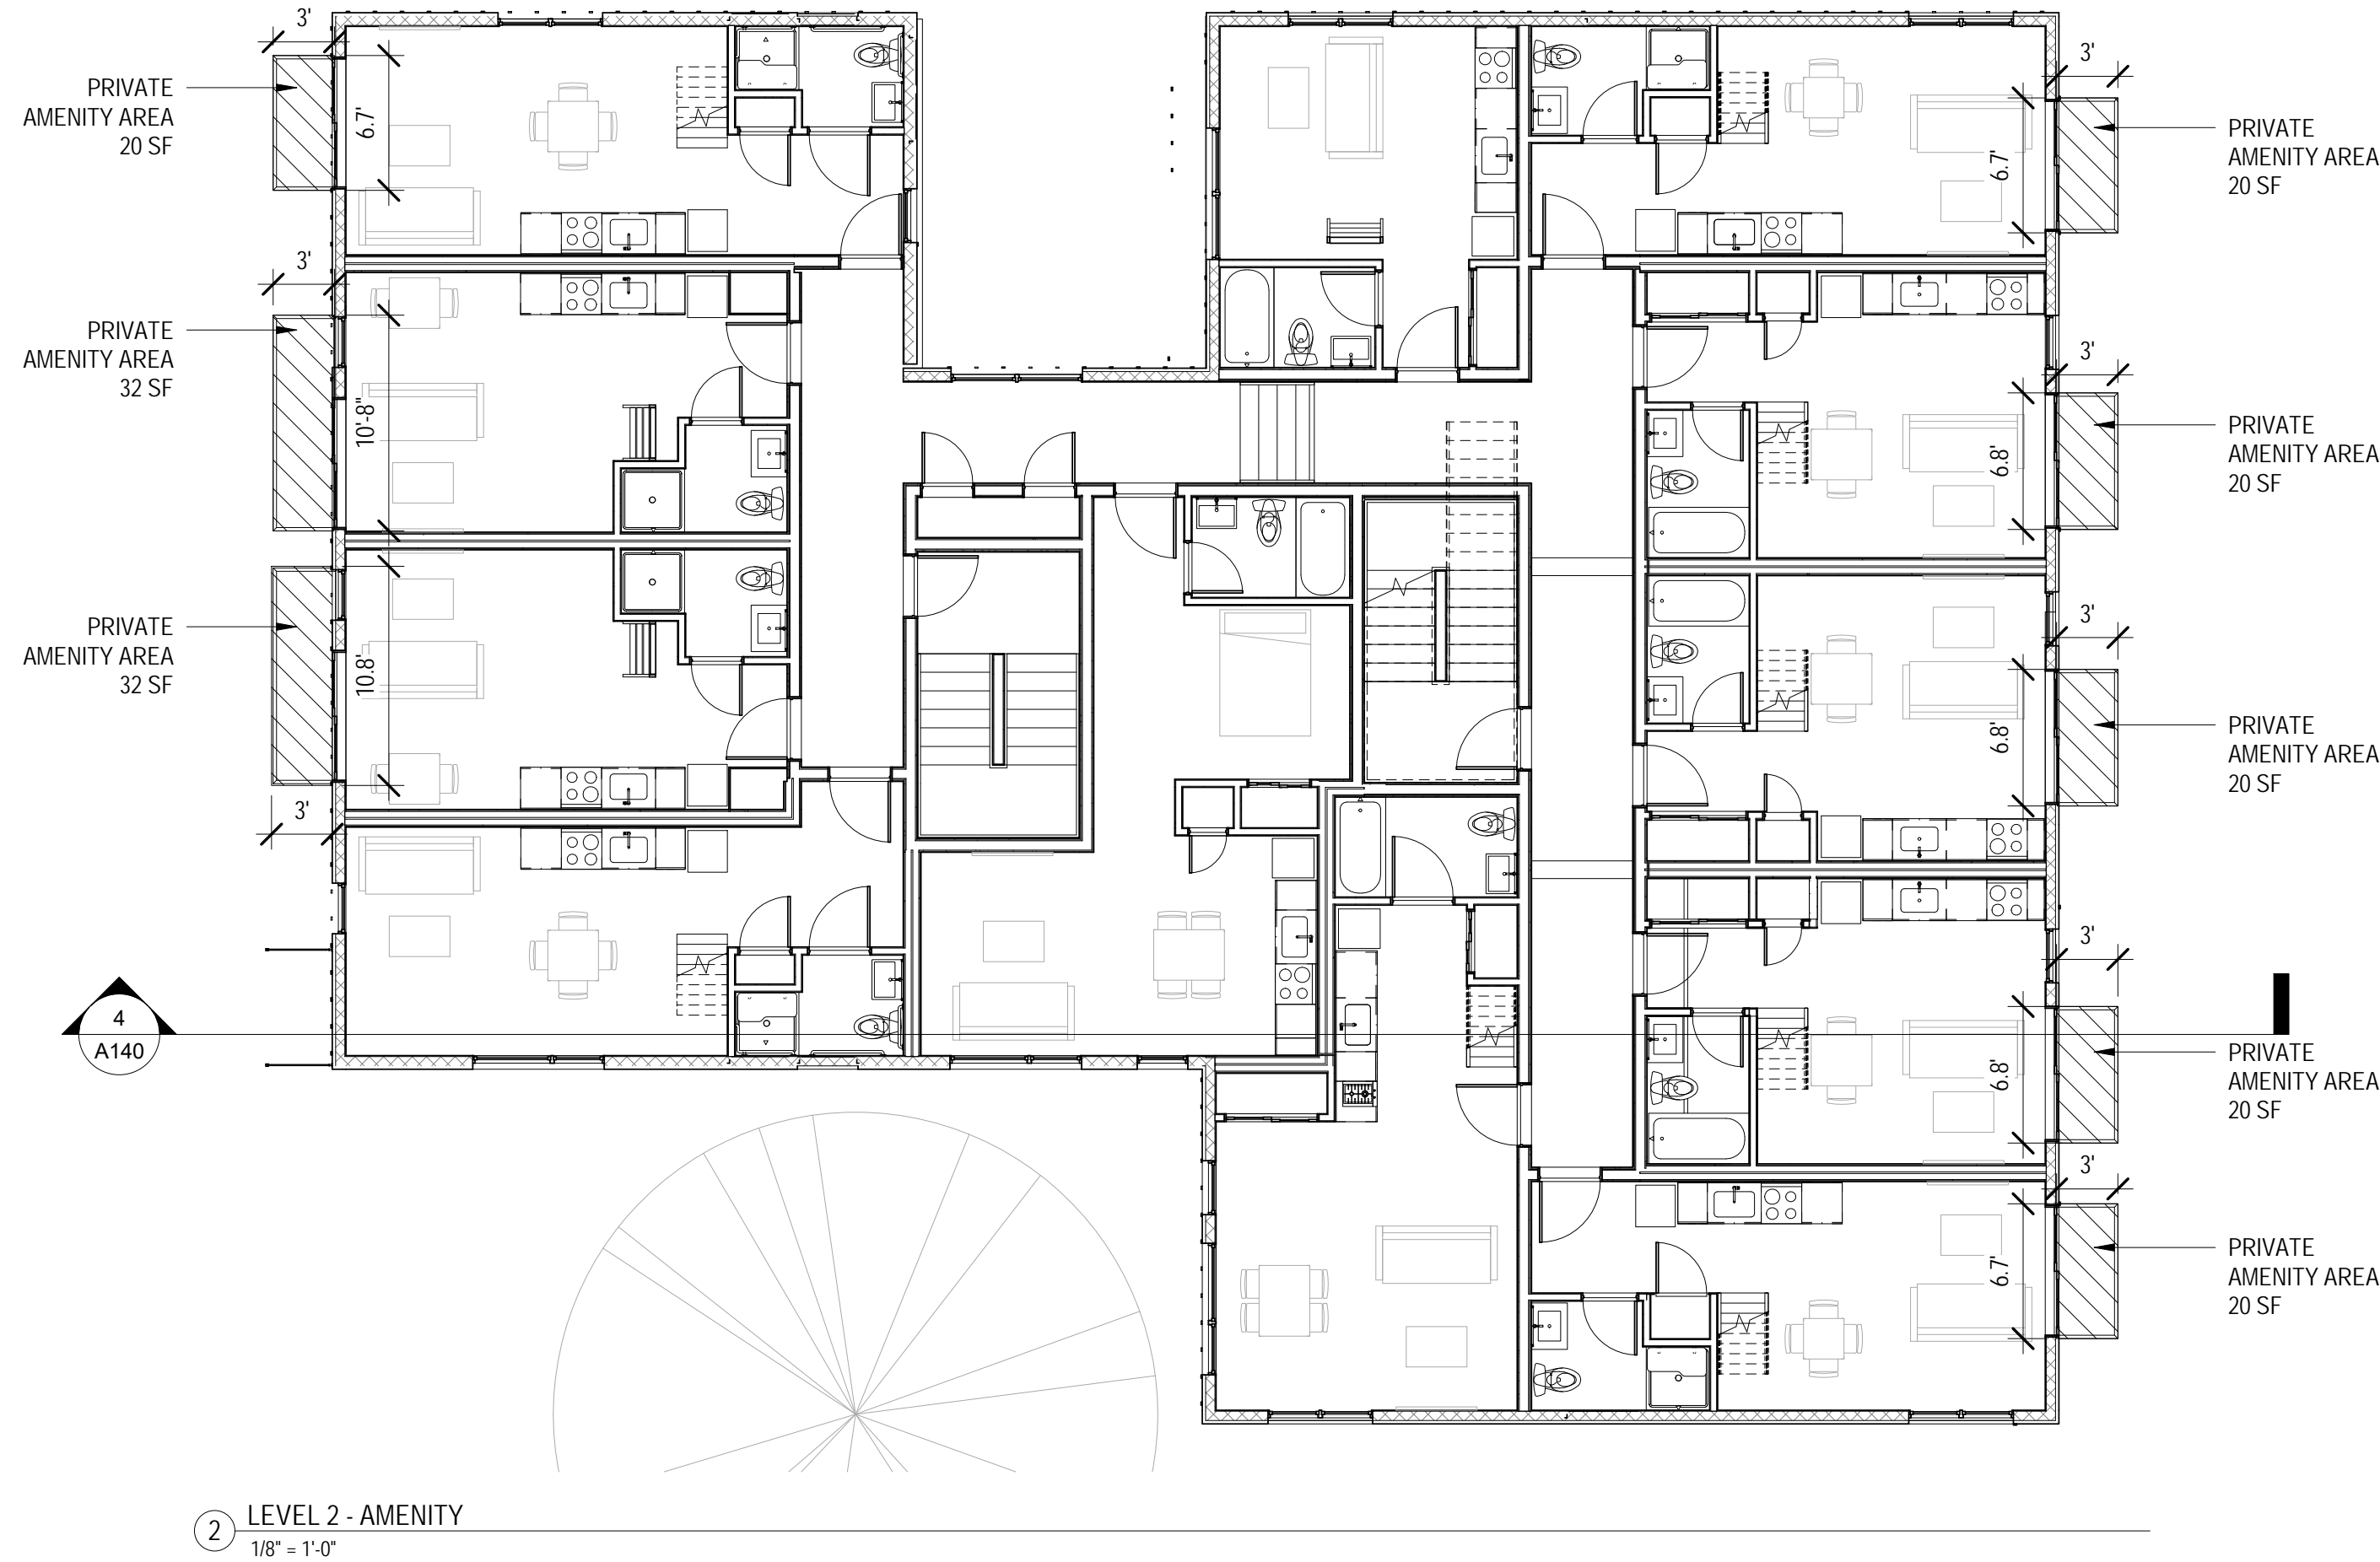 3'
PRIVATE
AMENITY AREA
20 SF
6.7'
3'
PRIVATE
AMENITY AREA
32 SF
10'-8"
PRIVATE
AMENITY AREA
32 SF
10.8'
3'
4
A140
3'
PRIVATE
AMENITY AREA
20 SF
6.7'
3'
PRIVATE
AMENITY AREA
20 SF
6.8'
3'
PRIVATE
AMENITY AREA
20 SF
6.8'
3'
PRIVATE
AMENITY AREA
20 SF
6.8'
3'
PRIVATE
AMENITY AREA
20 SF
6.7'
2
LEVEL 2 - AMENITY
1/8" = 1'-0"